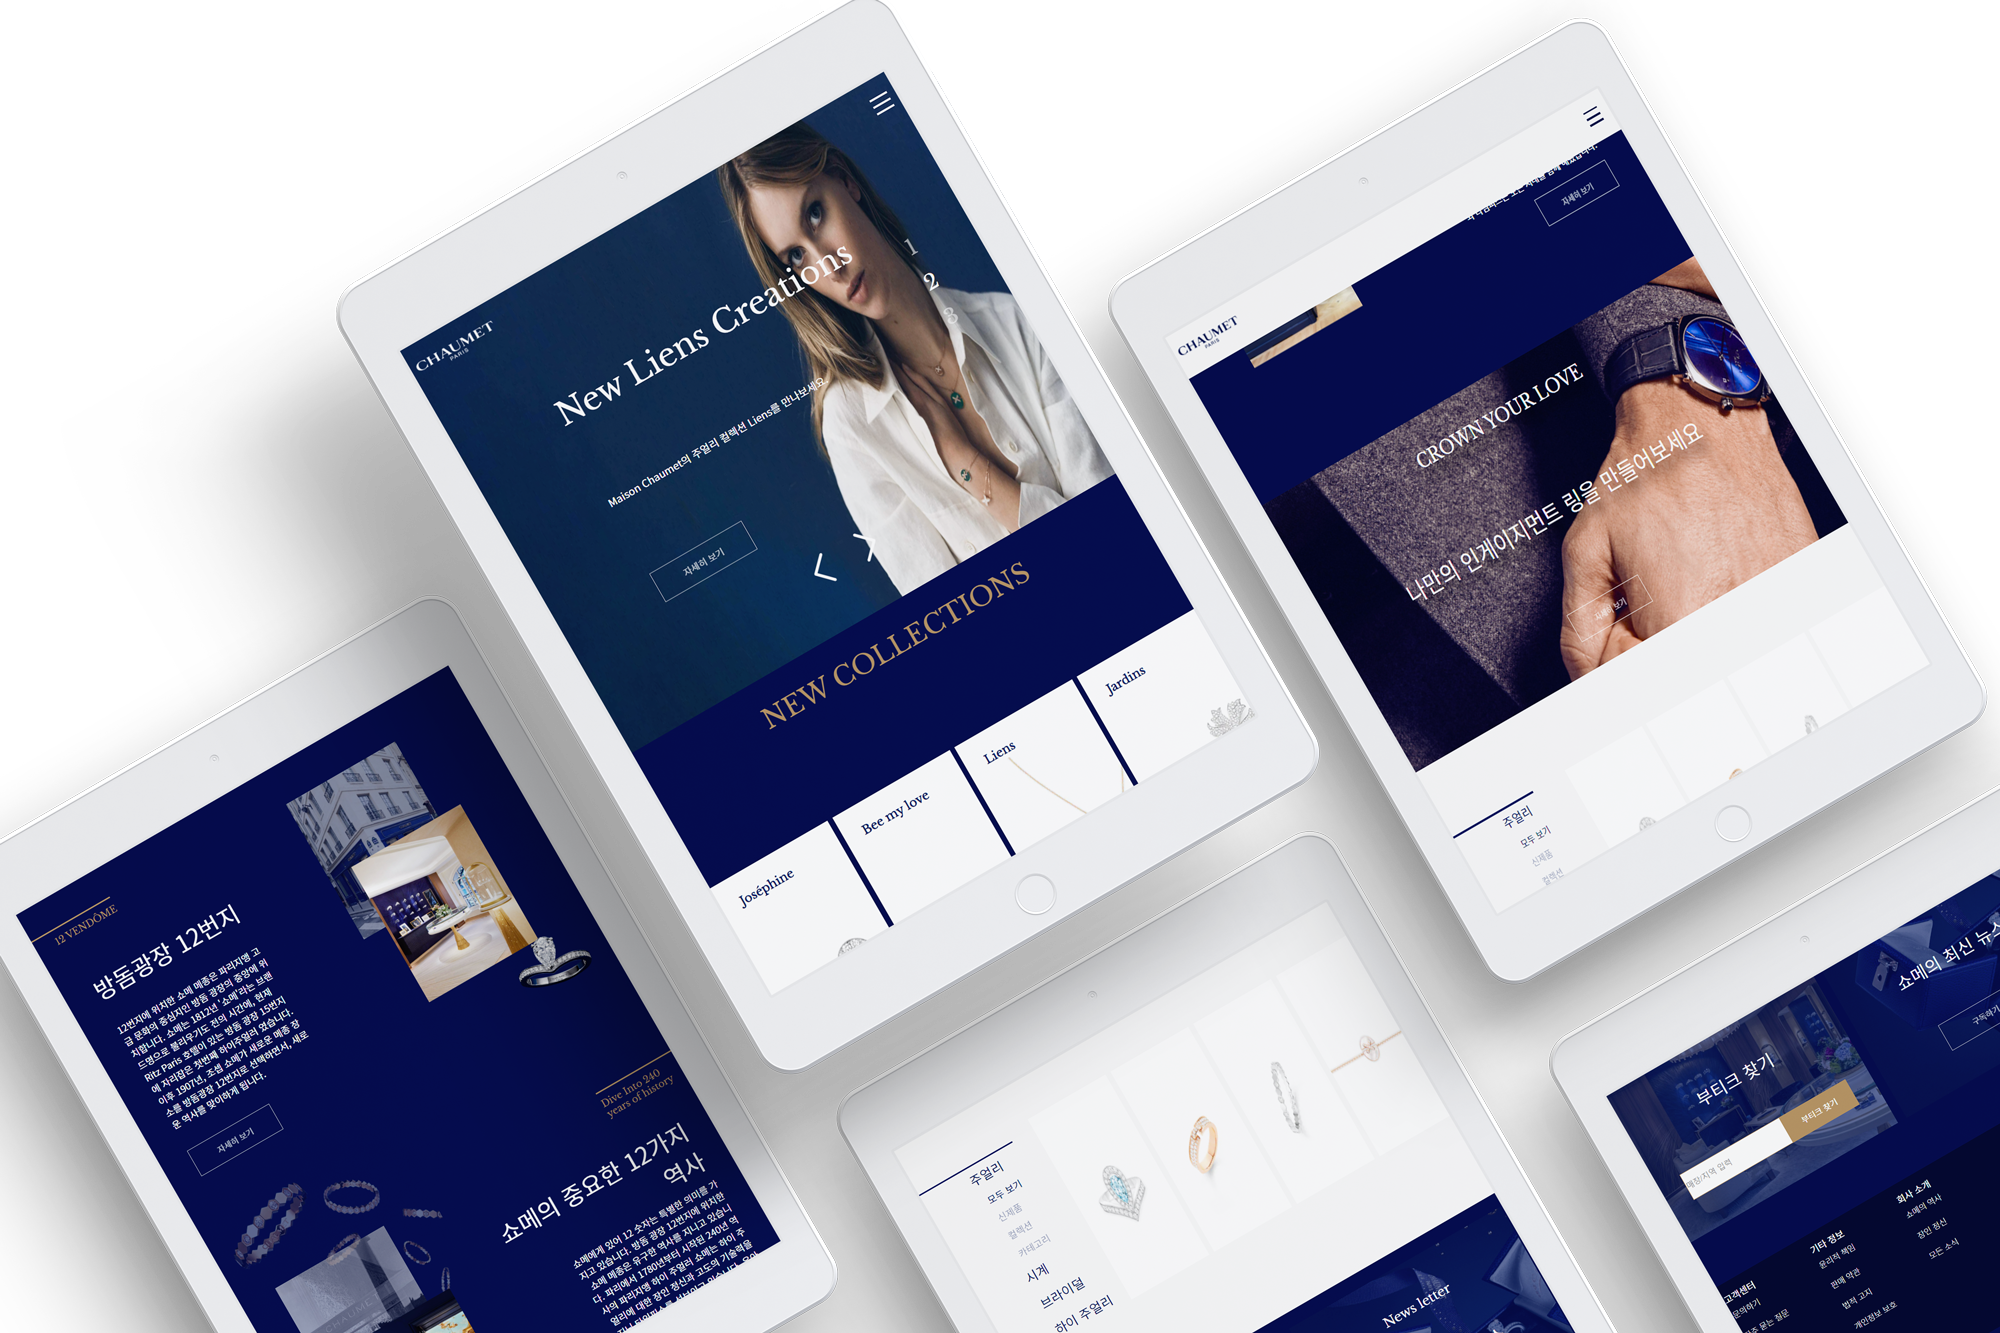 CHAUMET
PARIS
New Liens Creations
Maison Chaumet의 주얼리 컬렉션 Liens를 만나보세요.
자세히 보기
1
2
3
NEW COLLECTIONS
Joséphine
Bee my love
Liens
Jardins
CHAUMET
PARIS
자세히 보기
CROWN YOUR LOVE
나만의 인게이지먼트 링을 만들어보세요
자세히 보기
주얼리
모두 보기
신제품
컬렉션
12 VENDÔME
방돔광장 12번지
12번지에 위치한 쇼메 메종은 파리지앵 고
급 문화의 중심지인 방돔 광장의 중앙에 위
치합니다. 쇼메는 1812년 '쇼메'라는 브랜
드명으로 불리우기도 전의 시간에, 현재
Ritz Paris 호텔이 있는 방돔 광장 15번지
에 자리잡은 첫번째 하이주얼러 였습니다.
이후 1907년, 조셉 쇼메가 새로운 메종 장
소를 방돔광장 12번지로 선택하면서, 새로
운 역사를 맞이하게 됩니다.
자세히 보기
Dive Into 240
years of history
쇼메의 중요한 12가지
역사
쇼메에게 있어 12 숫자는 특별한 의미를 가
지고 있습니다. 방돔 광장 12번지에 위치한
쇼메 메종은 유구한 역사를 지니고 있습니
다. 파리에서 1780년부터 시작된 240년 역
사의 파리지앵 하이 주얼러 쇼메는 하이 주
얼리에 대한 장인 정신과 고도의 기술력을
주얼리
모두 보기
신제품
컬렉션
카테고리
시계
브라이덜
하이 주얼리
News letter
쇼메의 최신 뉴스
구독하기
부티크 찾기
매장/지역 입력
부티크 찾기
고객센터
문의하기
자주 묻는 질문
기타 정보
윤리적 책임
판매 약관
법적 고지
개인정보 보호
회사 소개
쇼메의 역사
장인 정신
모든 소식